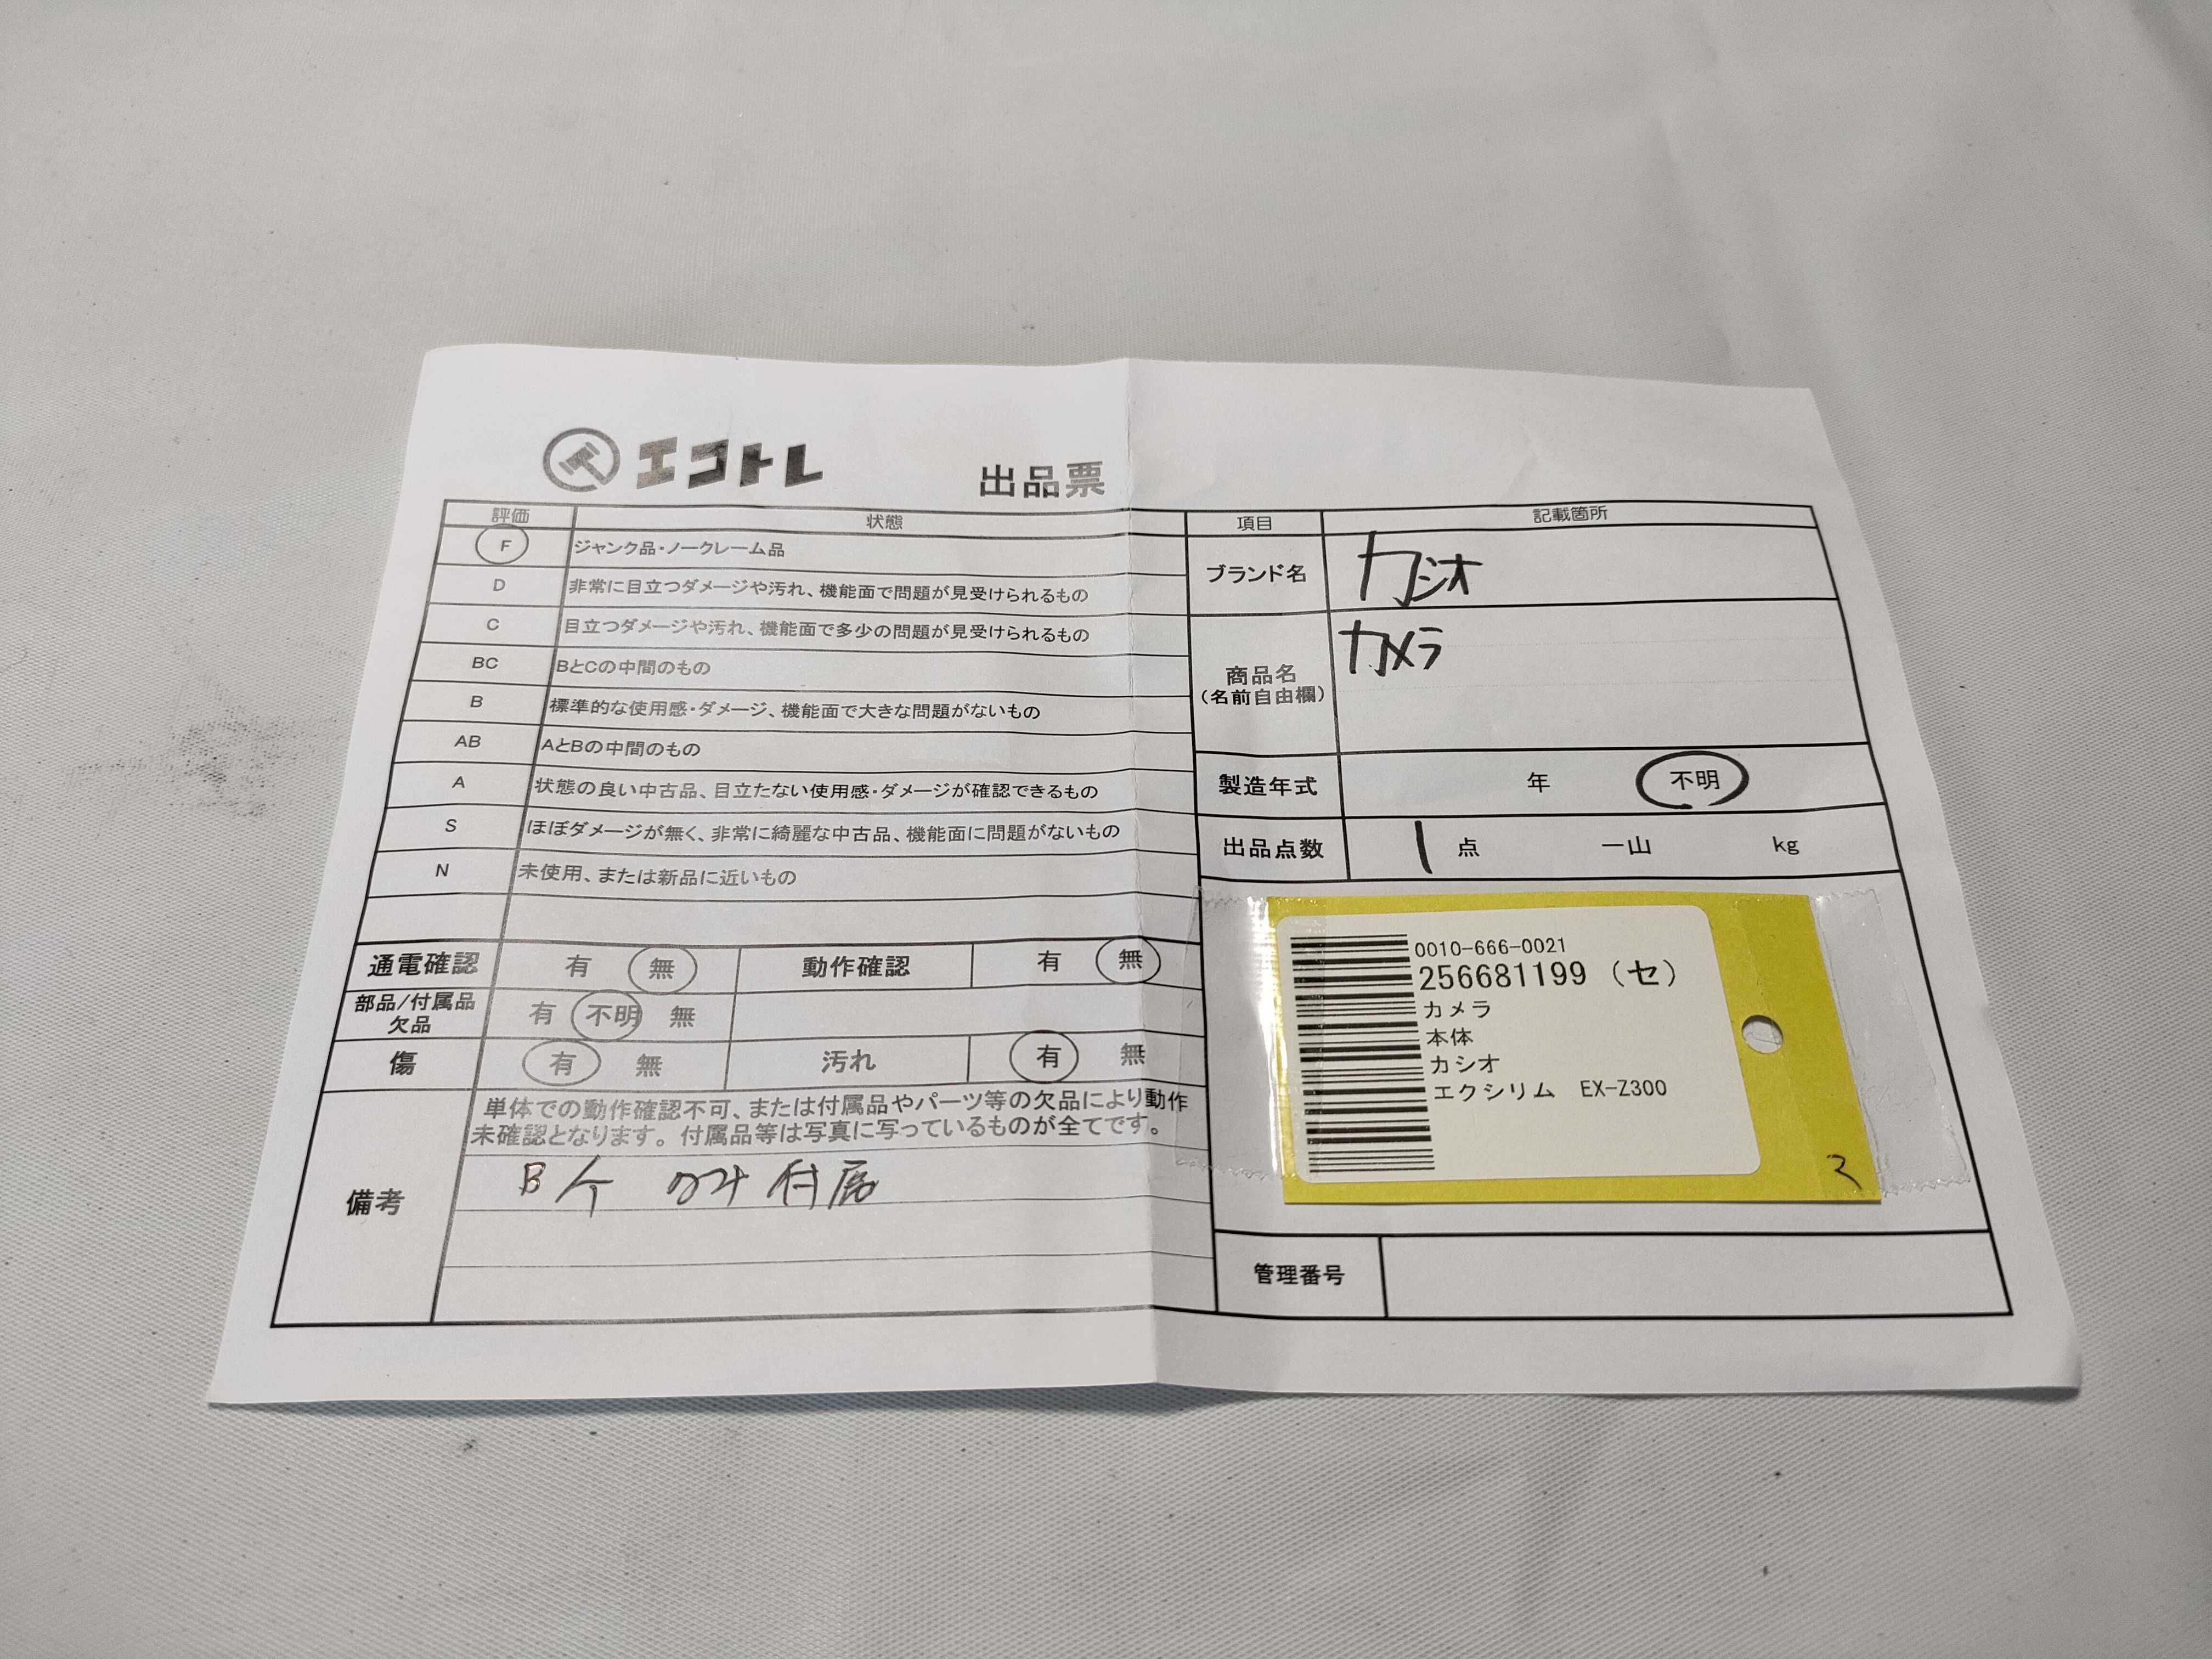 エコトレ 出品票
評価 状態
F ジャンク品・ノークレーム品
D 非常に目立つダメージや汚れ、機能面で問題が見受けられるもの
C 目立つダメージや汚れ、機能面で多少の問題が見受けられるもの
BC BとCの中間のもの
B 標準的な使用感・ダメージ、機能面で大きな問題がないもの
AB AとBの中間のもの
A 状態の良い中古品、目立たない使用感・ダメージが確認できるもの
S ほぼダメージが無く、非常に綺麗な中古品、機能面に問題がないもの
N 未使用、または新品に近いもの
通電確認 有 無 動作確認 有 無
部品/付属品 欠品 有 不明 無
傷 有 無 汚れ 有 無
備考
単体での動作確認不可、または付属品やパーツ等の欠品により動作
未確認となります。付属品等は写真に写っているものが全てです。
付属
項目 記載箇所
ブランド名 カシオ
商品名 カメラ
(名前自由欄)
製造年式 年 不明
出品点数 1 点 一山 kg
0010-666-0021
256681199 (セ)
カメラ
本体
カシオ
エクシリム EX-Z300
管理番号